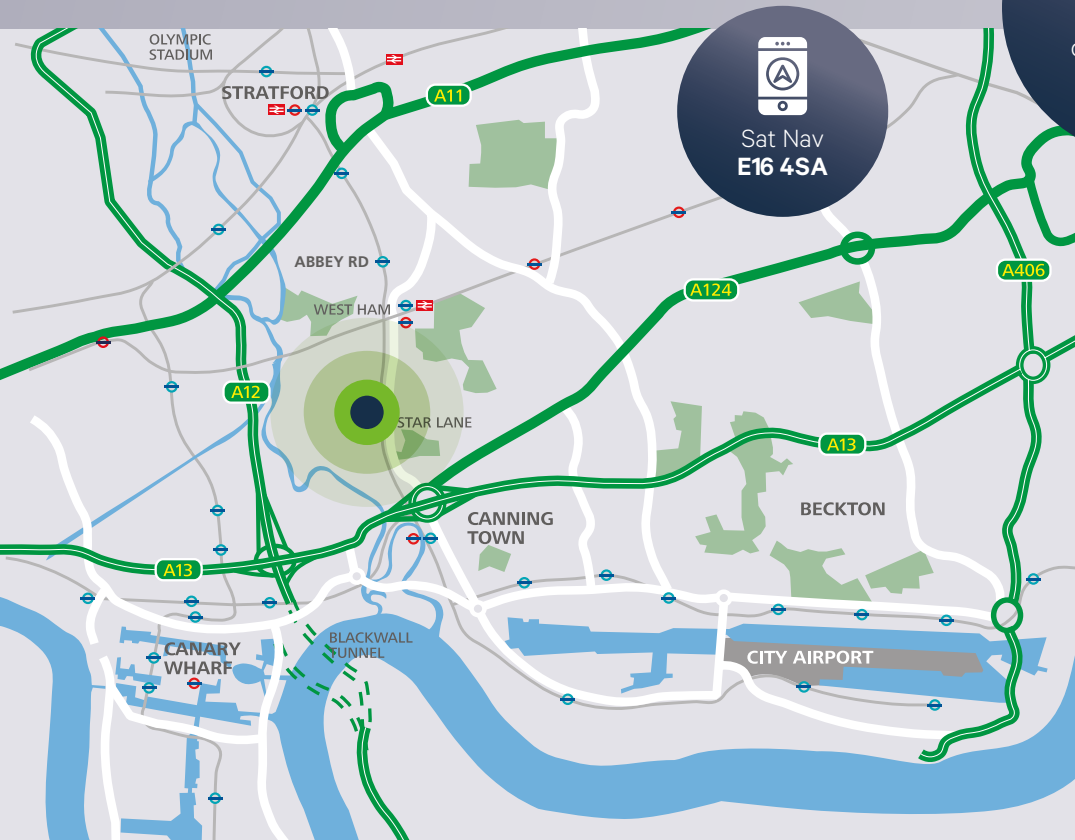 OLYMPIC
STADIUM
STRATFORD
A11
Sat Nav
E16 4SA
ABBEY RD
A406
A124
WEST HAM
A12
STAR LANE
A13
BECKTON
CANNING
TOWN
A13
BLACKWALL
TUNNEL
CANARY
WHARF
CITY AIRPORT